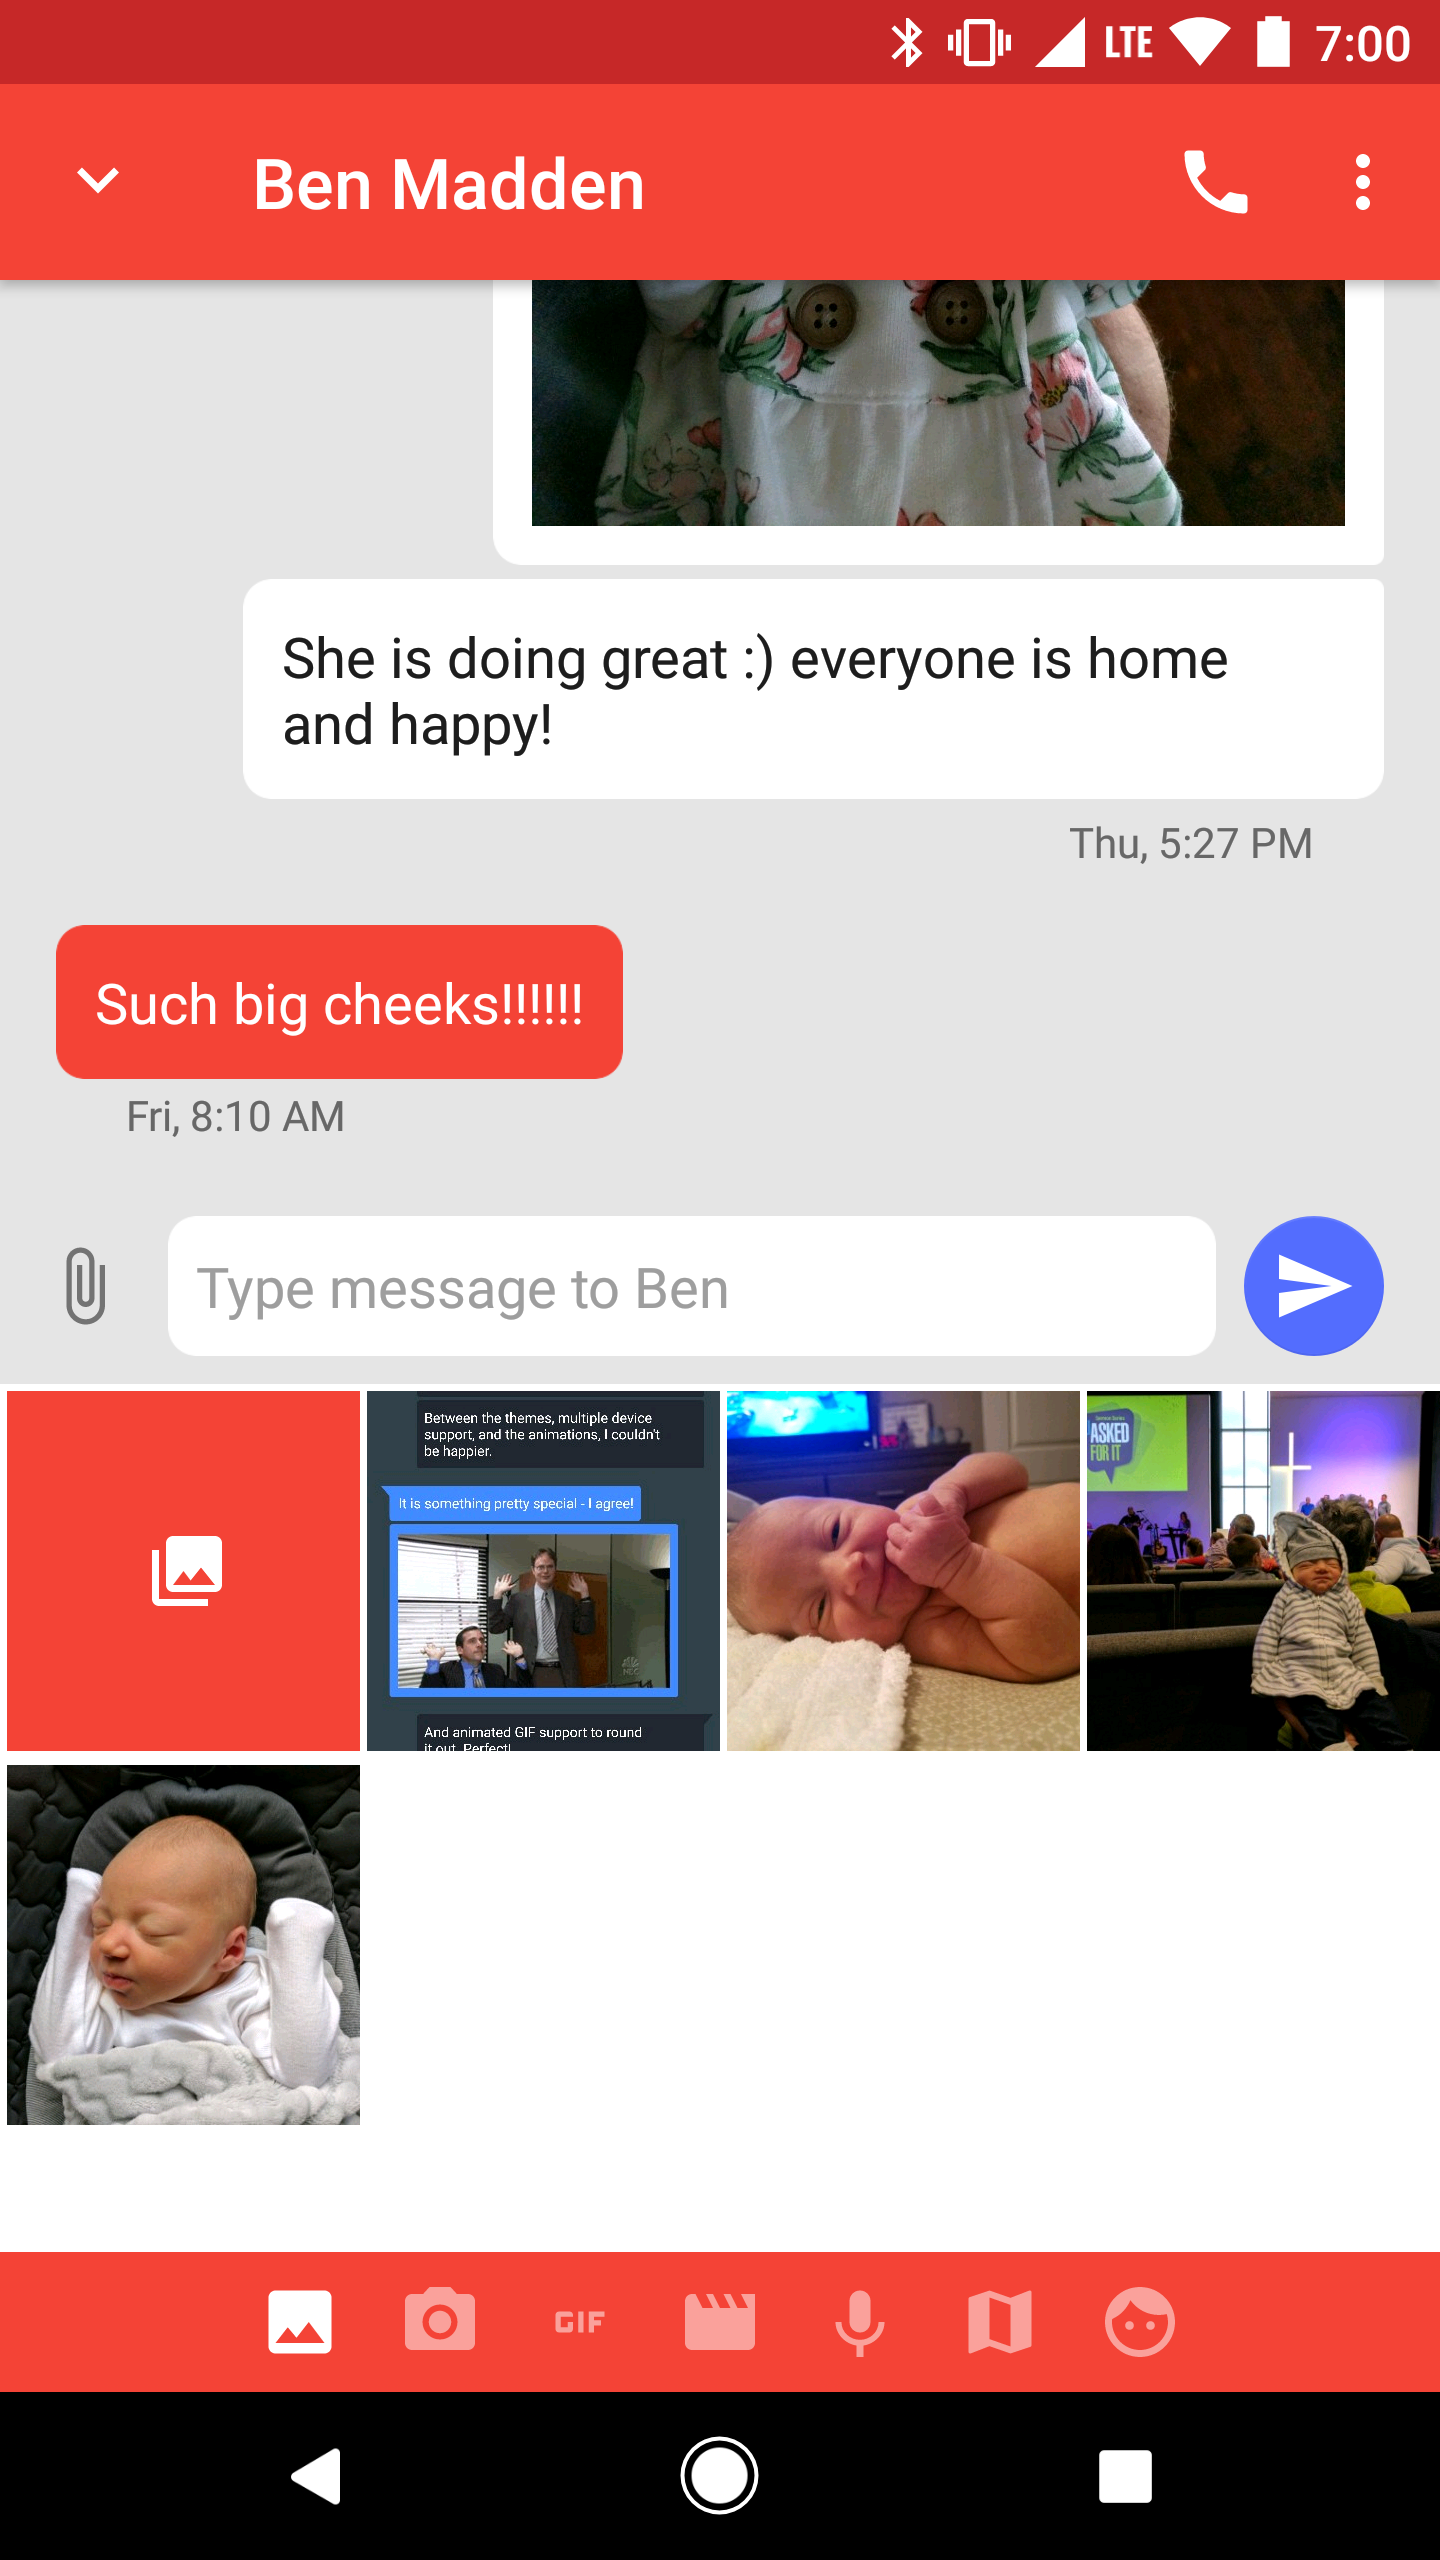 LTE 7:00
Ben Madden
She is doing great :) everyone is home
and happy!
Thu, 5:27 PM
Such big cheeks!!!!!!
Fri, 8:10 AM
Type message to Ben
Between the themes, multiple device
support, and the animations, I couldn't
be happier.
It is something pretty special - I agree!
NBC
And animated GIF support to round
it out. Perfect!
ASKED
FOR IT
GIF